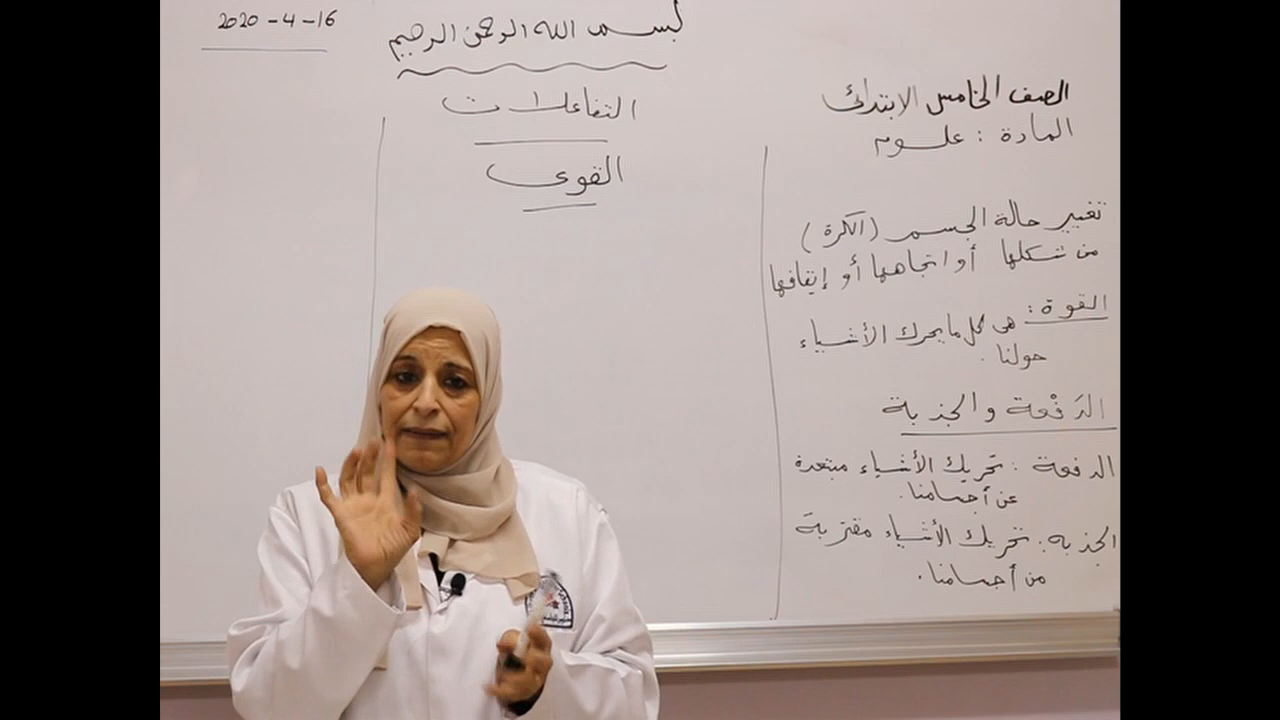 بسم الله الرحمن الرحيم
16-4-2020
التفاعلات
القوى
الصف الخامس الابتدائي
المادة : علوم
تغيير حالة الجسم (الكرة)
من شكلها أو اتجاهها أو إيقافها
القوة : هي كل ما يحرك الأشياء
حولنا .
الدَفْعة والجذبة
الدفعة : تحريك الأشياء مبتعدة
عن أجسامنا .
الجذبة : تحريك الأشياء مقتربة
من أجسامنا .